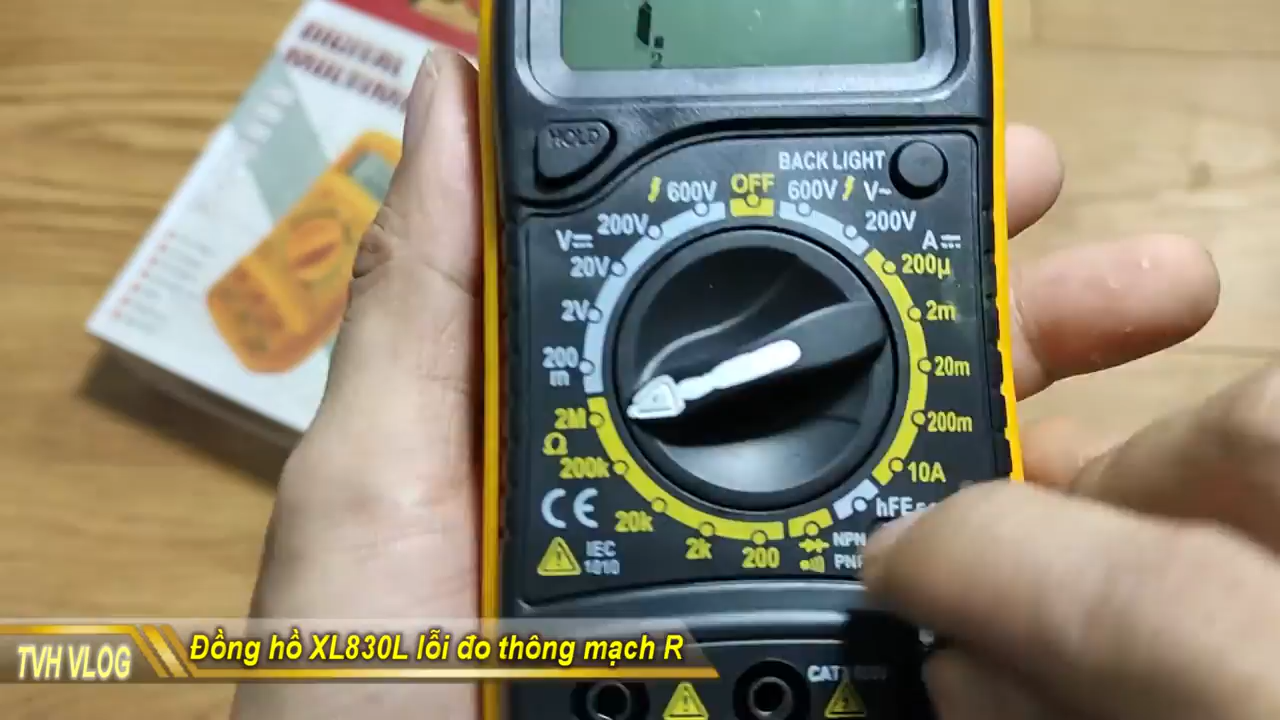 DIGITAL
HOLD
BACK LIGHT
600V OFF 600V V~
200V 200V
V A
20V 200µ
2V 2m
200 m 20m
2M 200m
Ω
200k 10A
CE hFE
20k
2k 200 NPN
IEC 1010
TVH VLOG
Đồng hồ XL830L lỗi đo thông mạch R